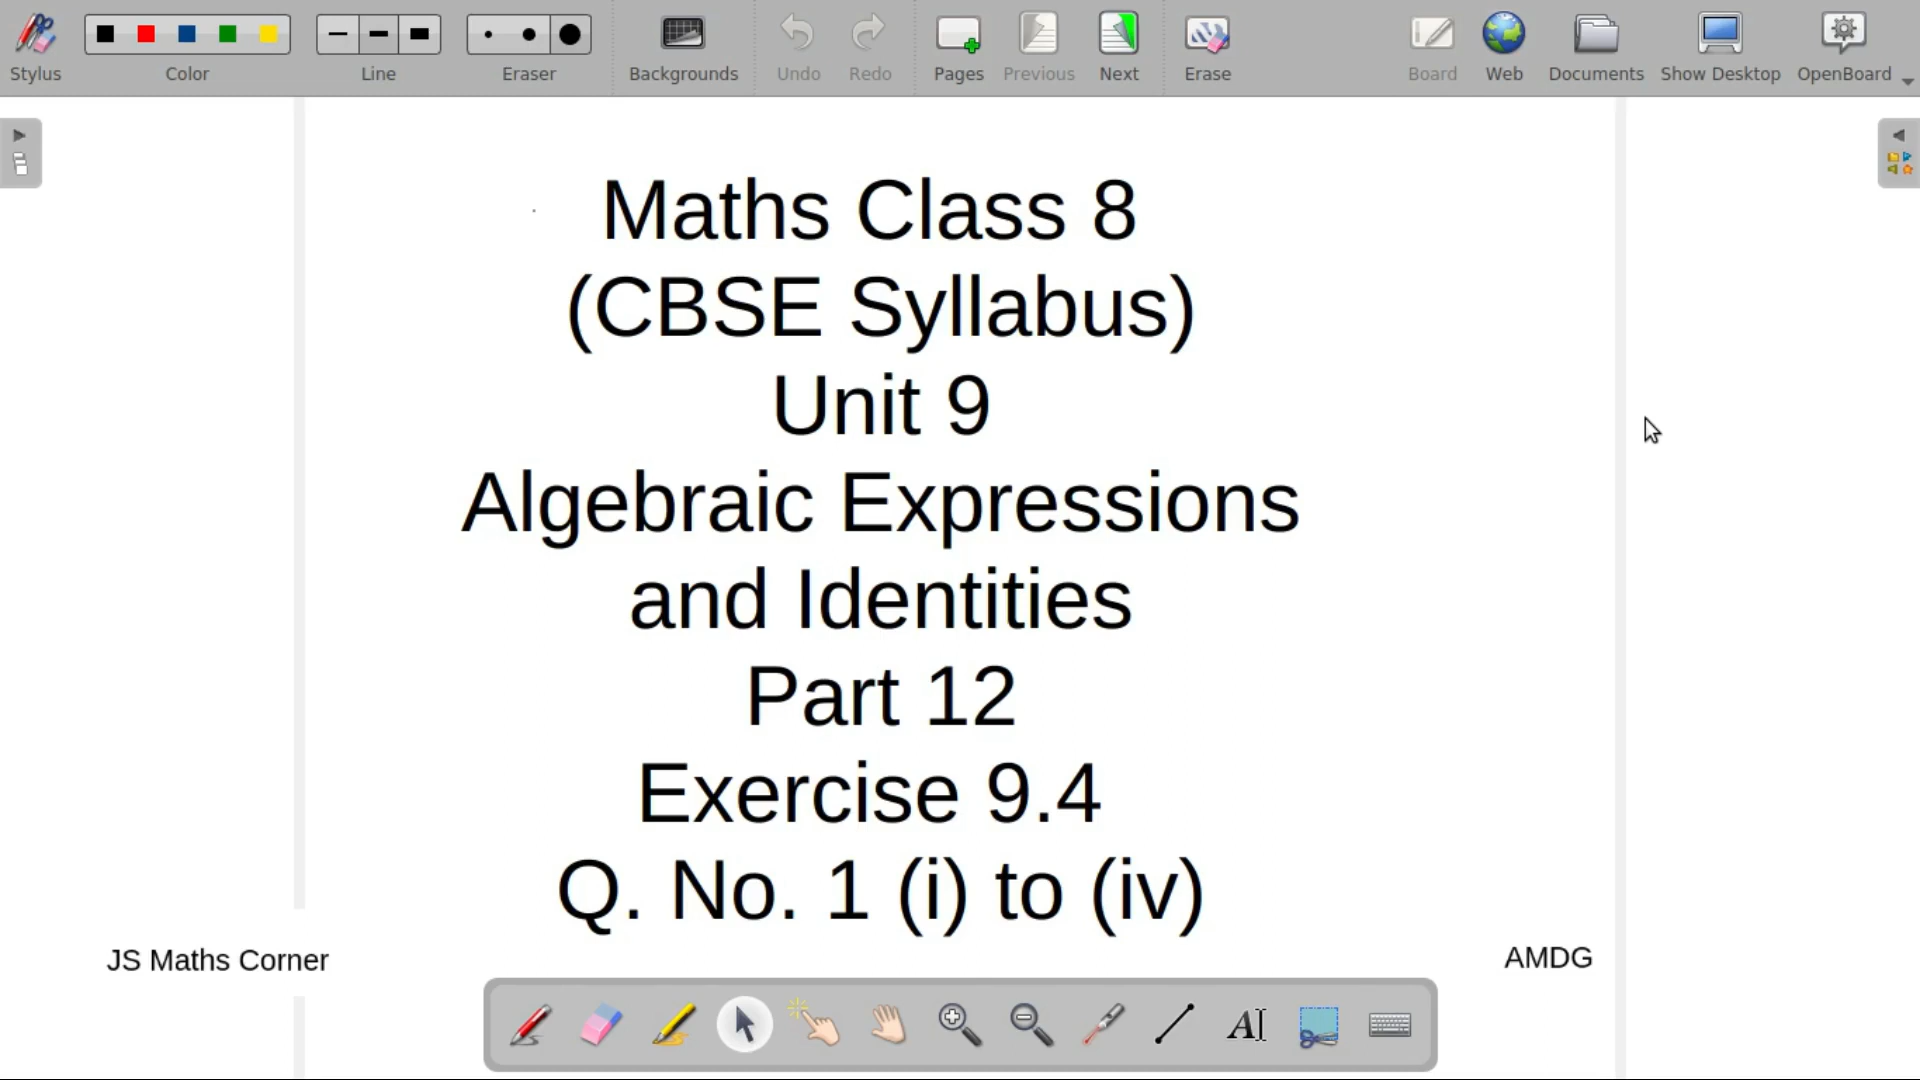 Stylus
Color
Line
Eraser
Backgrounds
Undo
Redo
Pages
Previous
Next
Erase
Board
Web
Documents
Show Desktop
OpenBoard
Maths Class 8
(CBSE Syllabus)
Unit 9
Algebraic Expressions
and Identities
Part 12
Exercise 9.4
Q. No. 1 (i) to (iv)
JS Maths Corner
AMDG
AI